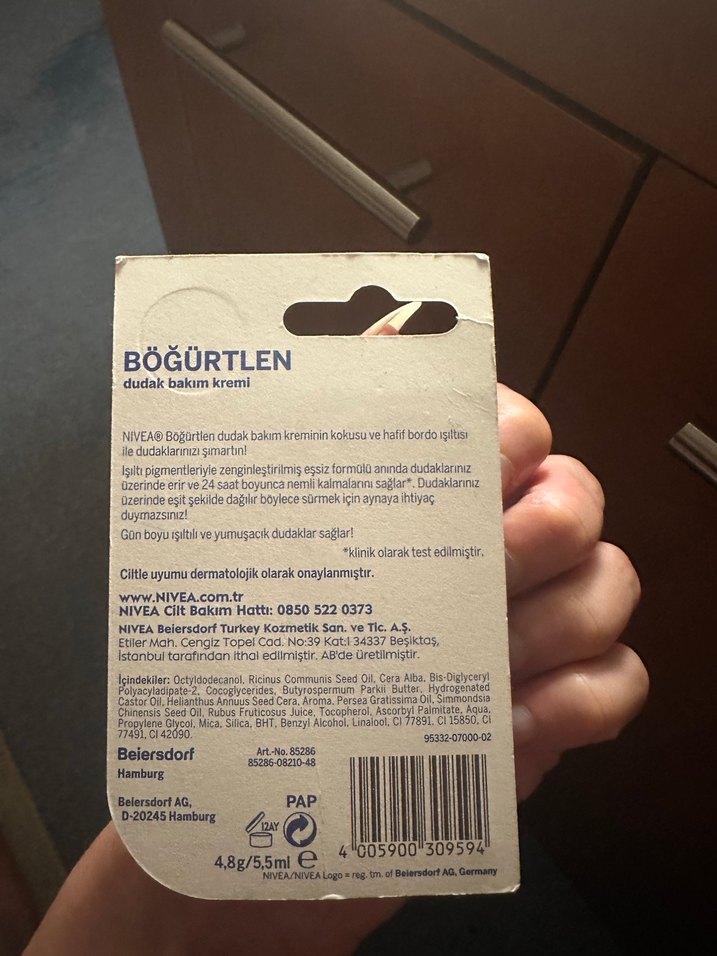 BÖĞÜRTLEN
dudak bakım kremi
NIVEA® Böğürtlen dudak bakım kreminin kokusu ve hafif bordo ışıltısı
ile dudaklarınızı şımartın!
Işıltı pigmentleriyle zenginleştirilmiş eşsiz formülü anında dudaklarınız
üzerinde erir ve 24 saat boyunca nemli kalmalarını sağlar*. Dudaklarınız
üzerinde eşit şekilde dağılır böylece sürmek için aynaya ihtiyaç
duymazsınız!
Gün boyu ışıltılı ve yumuşacık dudaklar sağlar!
*klinik olarak test edilmiştir.
Ciltle uyumu dermatolojik olarak onaylanmıştır.
www.NIVEA.com.tr
NIVEA Cilt Bakım Hattı: 0850 522 0373
NIVEA Beiersdorf Turkey Kozmetik San. ve Tic. A.Ş.
Etiler Mah. Cengiz Topel Cad. No:39 Kat:1 34337 Beşiktaş,
İstanbul tarafından ithal edilmiştir. AB'de üretilmiştir.
İçindekiler: Octyldodecanol, Ricinus Communis Seed Oil, Cera Alba, Bis-Diglyceryl
Polyacyladipate-2, Cocoglycerides, Butyrospermum Parkii Butter, Hydrogenated
Castor Oil, Helianthus Annuus Seed Cera, Aroma, Persea Gratissima Oil, Simmondsia
Chinensis Seed Oil, Rubus Fruticosus Juice, Tocopherol, Ascorbyl Palmitate, Aqua,
Propylene Glycol, Mica, Silica, BHT, Benzyl Alcohol, Linalool, CI 77891, CI 15850, CI
77491, CI 42090.
95332-07000-02
Beiersdorf
Hamburg
Art.-No. 85286
85286-08210-48
Beiersdorf AG,
D-20245 Hamburg
PAP
12AY
4,8g/5,5ml e
4 005900 309594
NIVEA/NIVEA Logo = reg. tm. of Beiersdorf AG, Germany